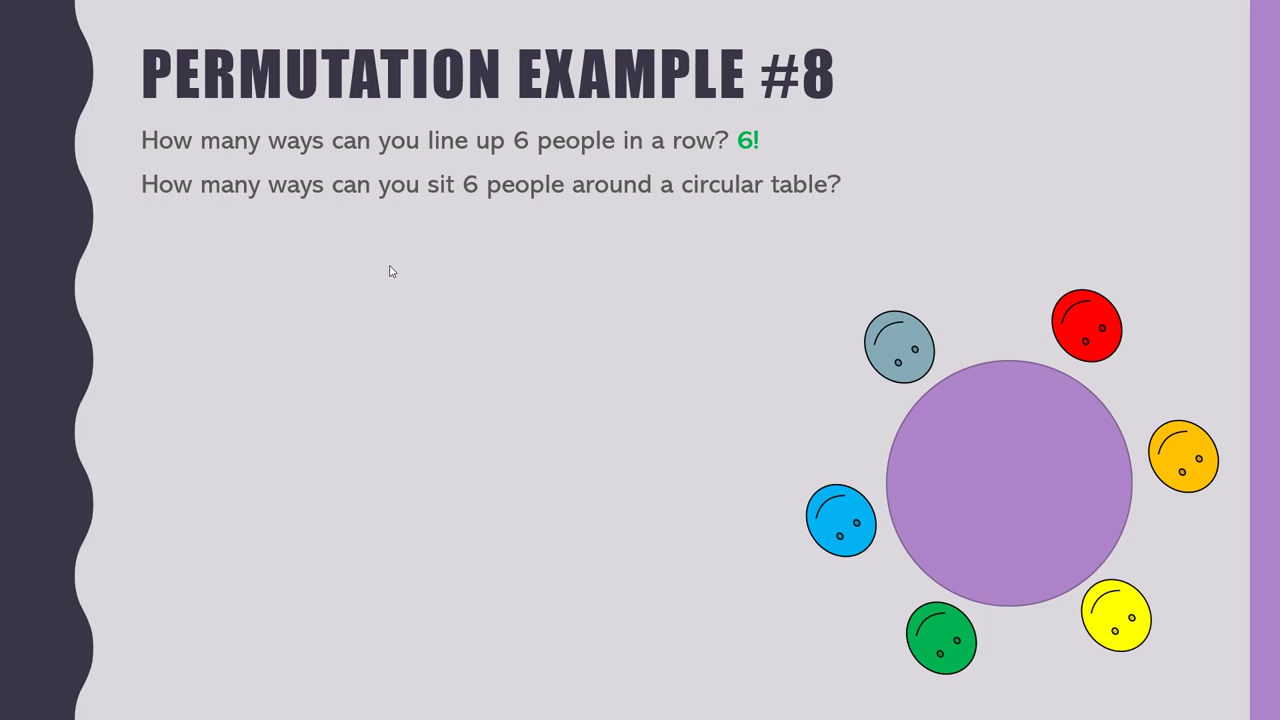 PERMUTATION EXAMPLE #8
How many ways can you line up 6 people in a row? 6!
How many ways can you sit 6 people around a circular table?